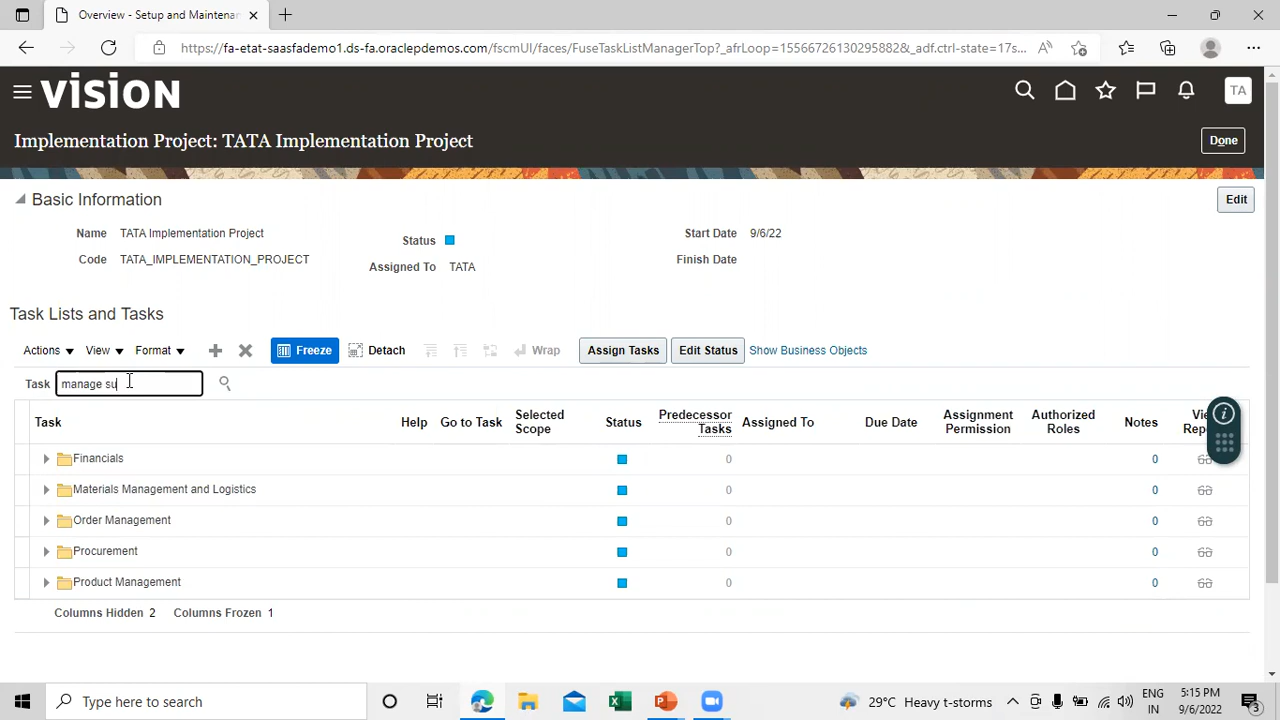 Overview - Setup and Maintenan
https://fa-etat-saasfademo1.ds-fa.oraclepdemos.com/fscmUI/faces/FuseTaskListManagerTop?_afrLoop=155667261302958​82&_adf.ctrl-state=17s...
VISION
TA
Implementation Project: TATA Implementation Project
Done
Basic Information
Edit
Name TATA Implementation Project
Status
Start Date 9/6/22
Code TATA_IMPLEMENTATION_PROJECT
Assigned To TATA
Finish Date
Task Lists and Tasks
Actions View Format Freeze Detach Wrap Assign Tasks Edit Status Show Business Objects
Task manage su
Task Help Go to Task Selected Scope Status Predecessor Tasks Assigned To Due Date Assignment Permission Authorized Roles Notes
Financials 0 0
Materials Management and Logistics 0 0
Order Management 0 0
Procurement 0 0
Product Management 0 0
Columns Hidden 2 Columns Frozen 1
Type here to search
29°C Heavy t-storms
ENG IN
5:15 PM
9/6/2022
3